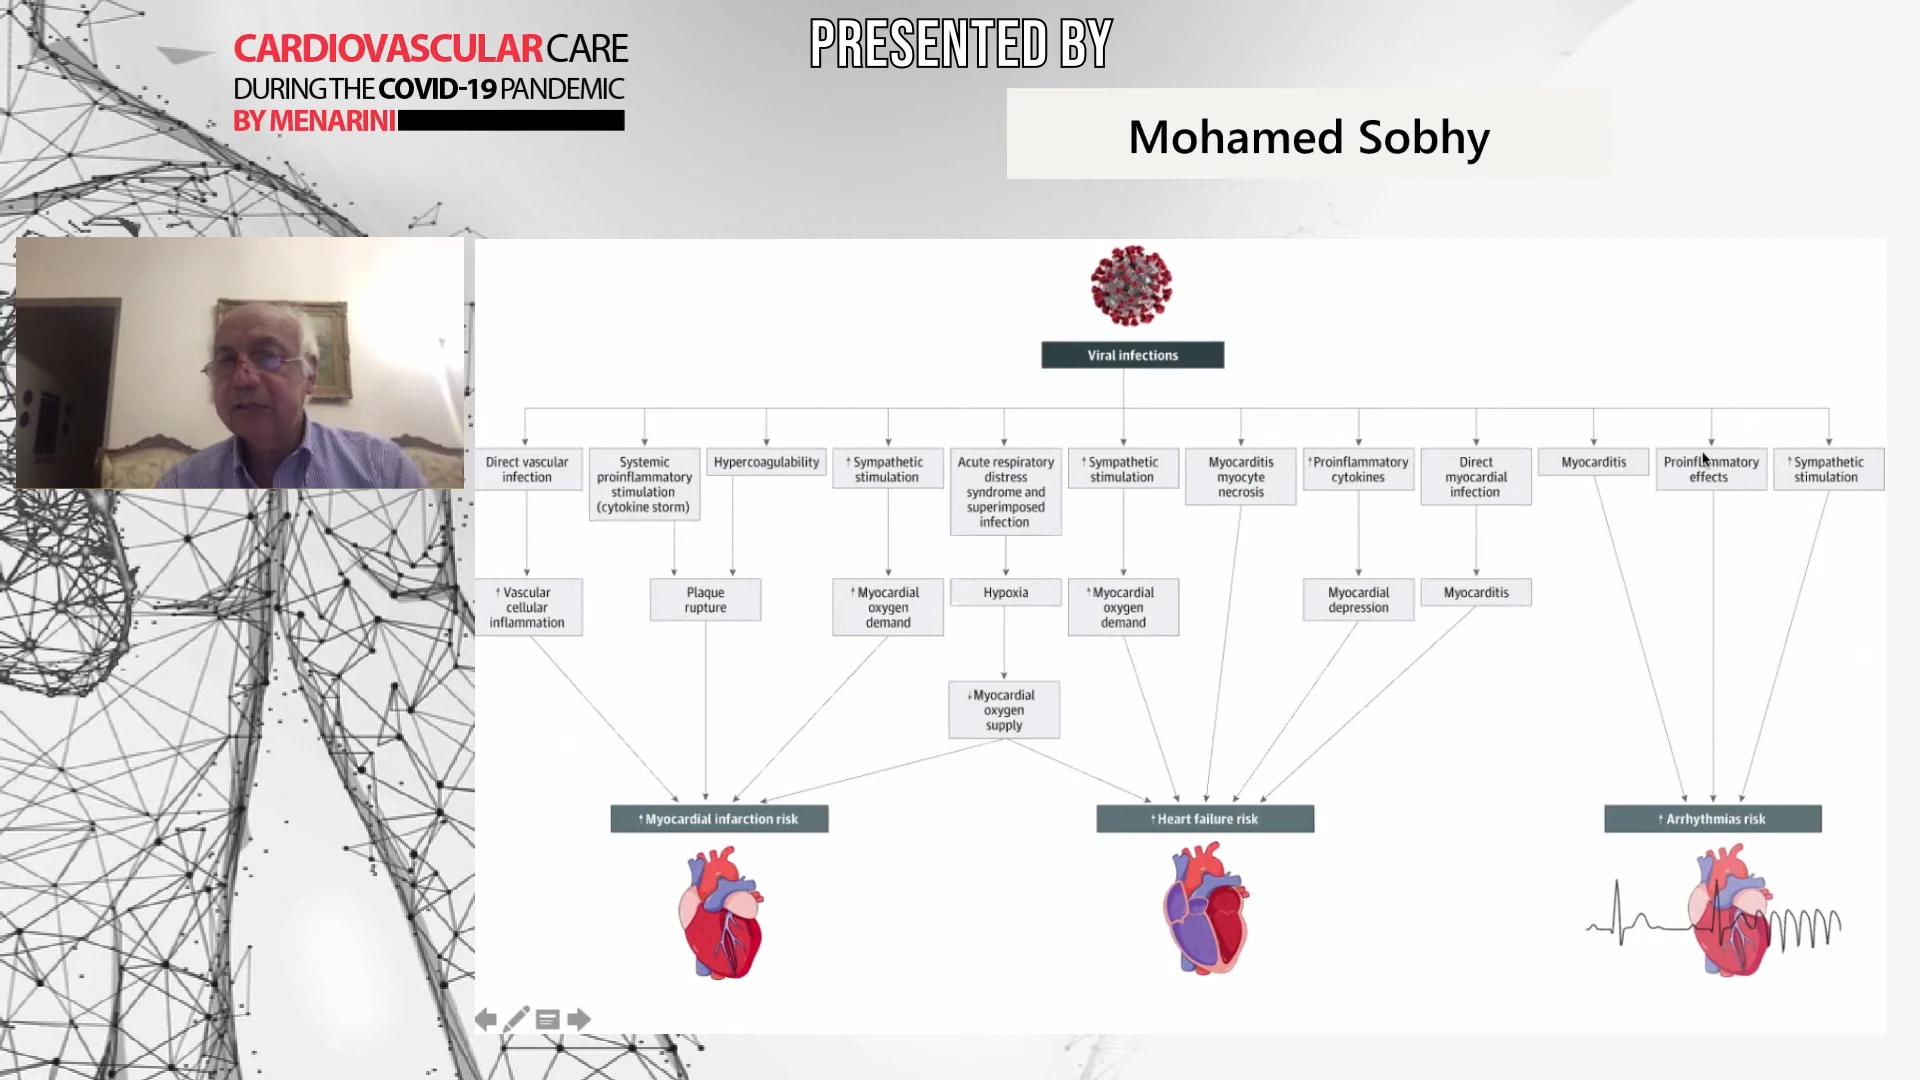 CARDIOVASCULAR CARE
DURING THE COVID-19 PANDEMIC
BY MENARINI
PRESENTED BY
Mohamed Sobhy
Viral infections
Direct vascular
infection
Systemic
proinflammatory
stimulation
(cytokine storm)
Hypercoagulability
↑Sympathetic
stimulation
Acute respiratory
distress
syndrome and
superimposed
infection
↑Sympathetic
stimulation
Myocarditis
myocyte
necrosis
↑Proinflammatory
cytokines
Direct
myocardial
infection
Myocarditis
Proinflammatory
effects
↑Sympathetic
stimulation
↑Vascular
cellular
inflammation
Plaque
rupture
↑Myocardial
oxygen
demand
Hypoxia
↑Myocardial
oxygen
demand
Myocardial
depression
Myocarditis
↓Myocardial
oxygen
supply
↑Myocardial infarction risk
↑Heart failure risk
↑Arrhythmias risk